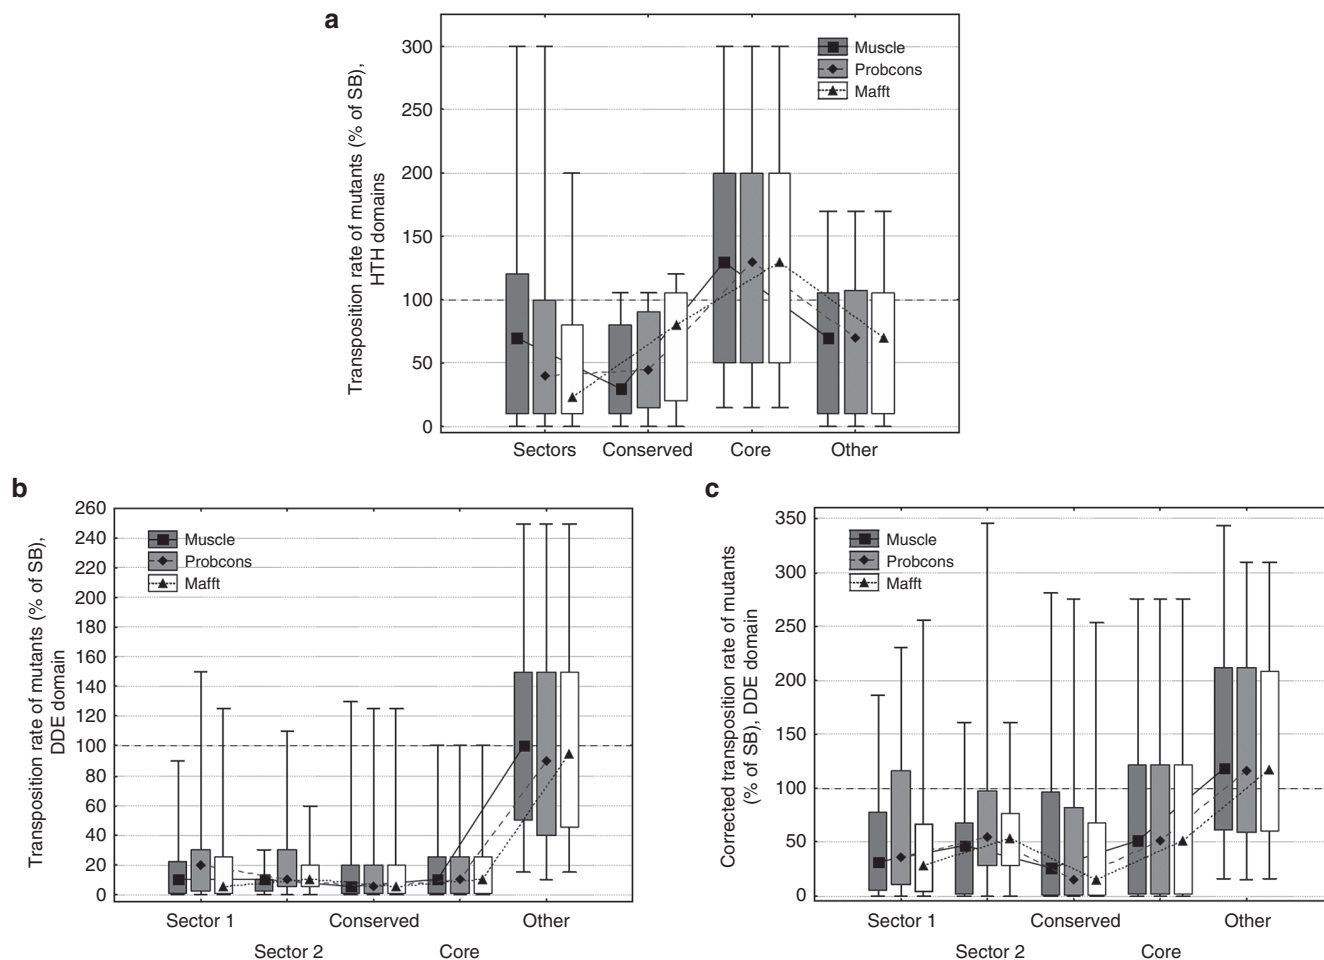 a
Transposition rate of mutants (% of SB),
HTH domains
300
250
200
150
100
50
0
Muscle
Probcons
Mafft
Sectors
Conserved
Core
Other
b
Transposition rate of mutants (% of SB),
DDE domain
260
240
220
200
180
160
140
120
100
80
60
40
20
0
Muscle
Probcons
Mafft
Sector 1
Conserved
Other
Sector 2
Core
c
Corrected transposition rate of mutants
(% of SB), DDE domain
350
300
250
200
150
100
50
0
Muscle
Probcons
Mafft
Sector 1
Conserved
Other
Sector 2
Core